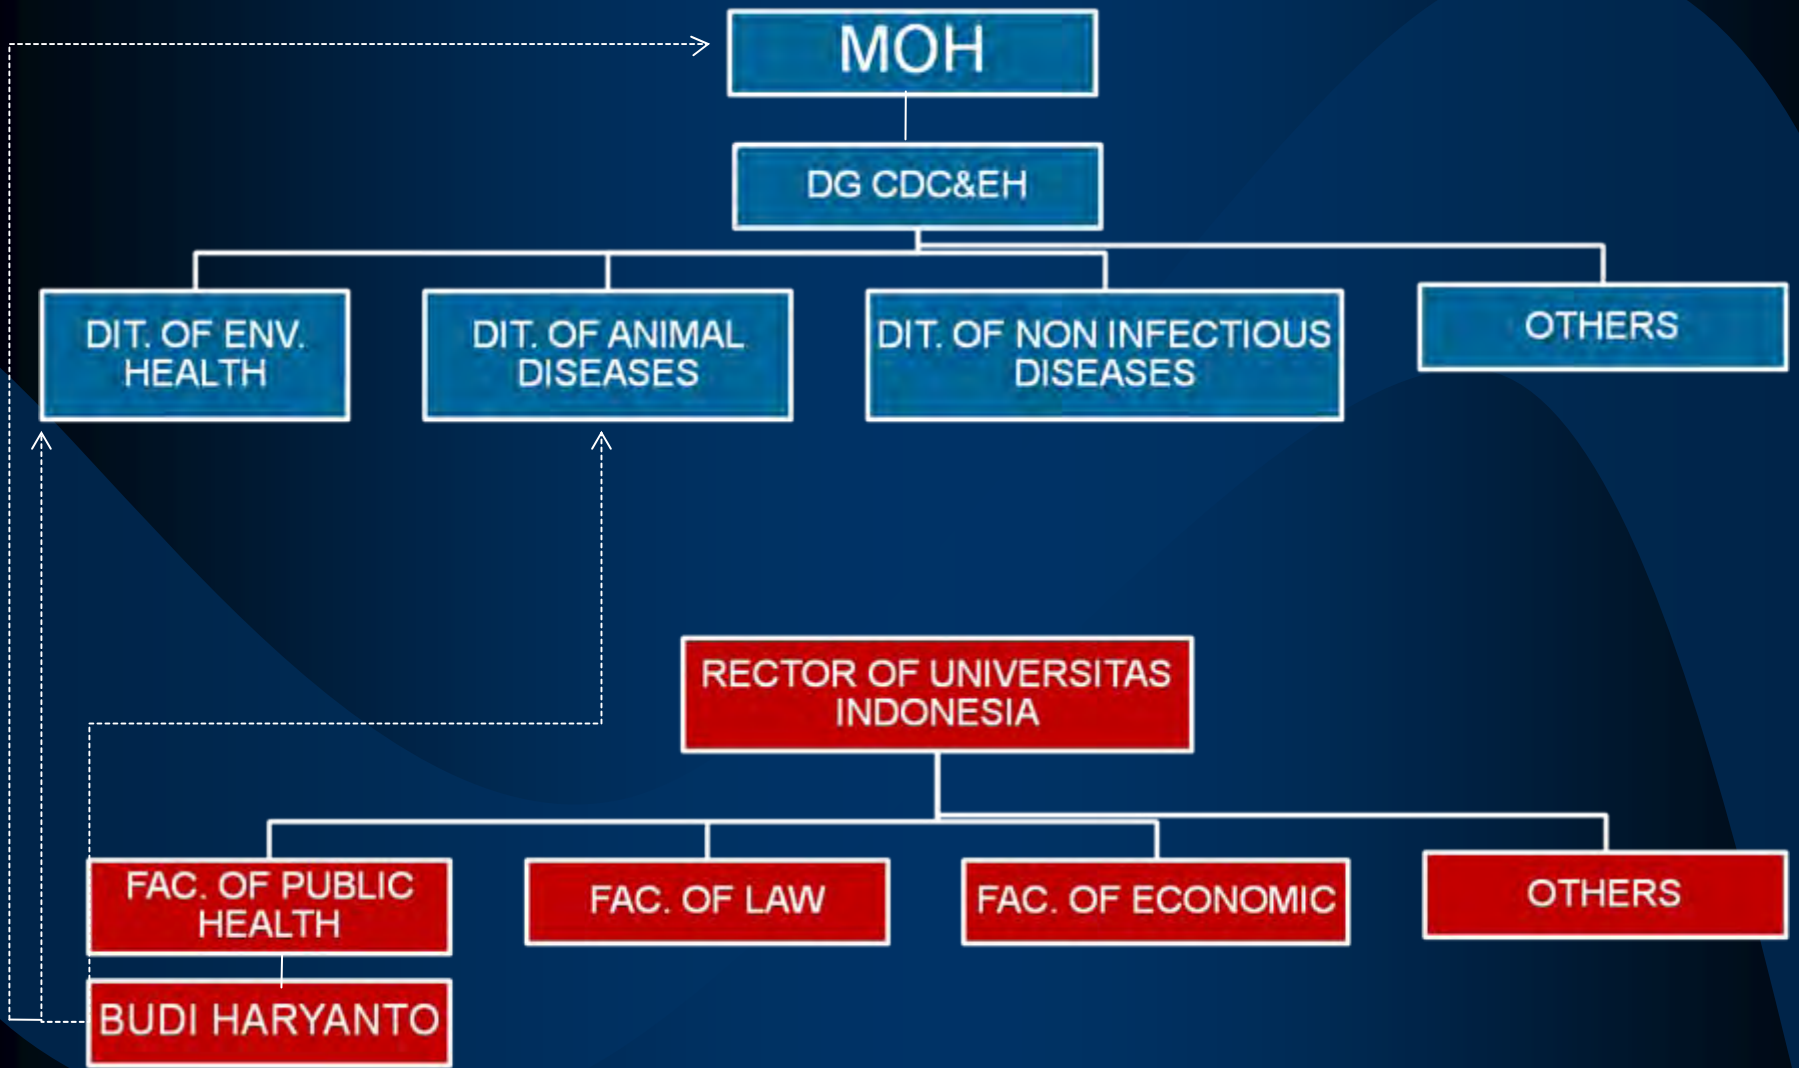 MOH
DG CDC&EH
DIT. OF ENV.
HEALTH
DIT. OF ANIMAL
DISEASES
DIT. OF NON INFECTIOUS
DISEASES
OTHERS
RECTOR OF UNIVERSITAS
INDONESIA
FAC. OF PUBLIC
HEALTH
FAC. OF LAW
FAC. OF ECONOMIC
OTHERS
BUDI HARYANTO